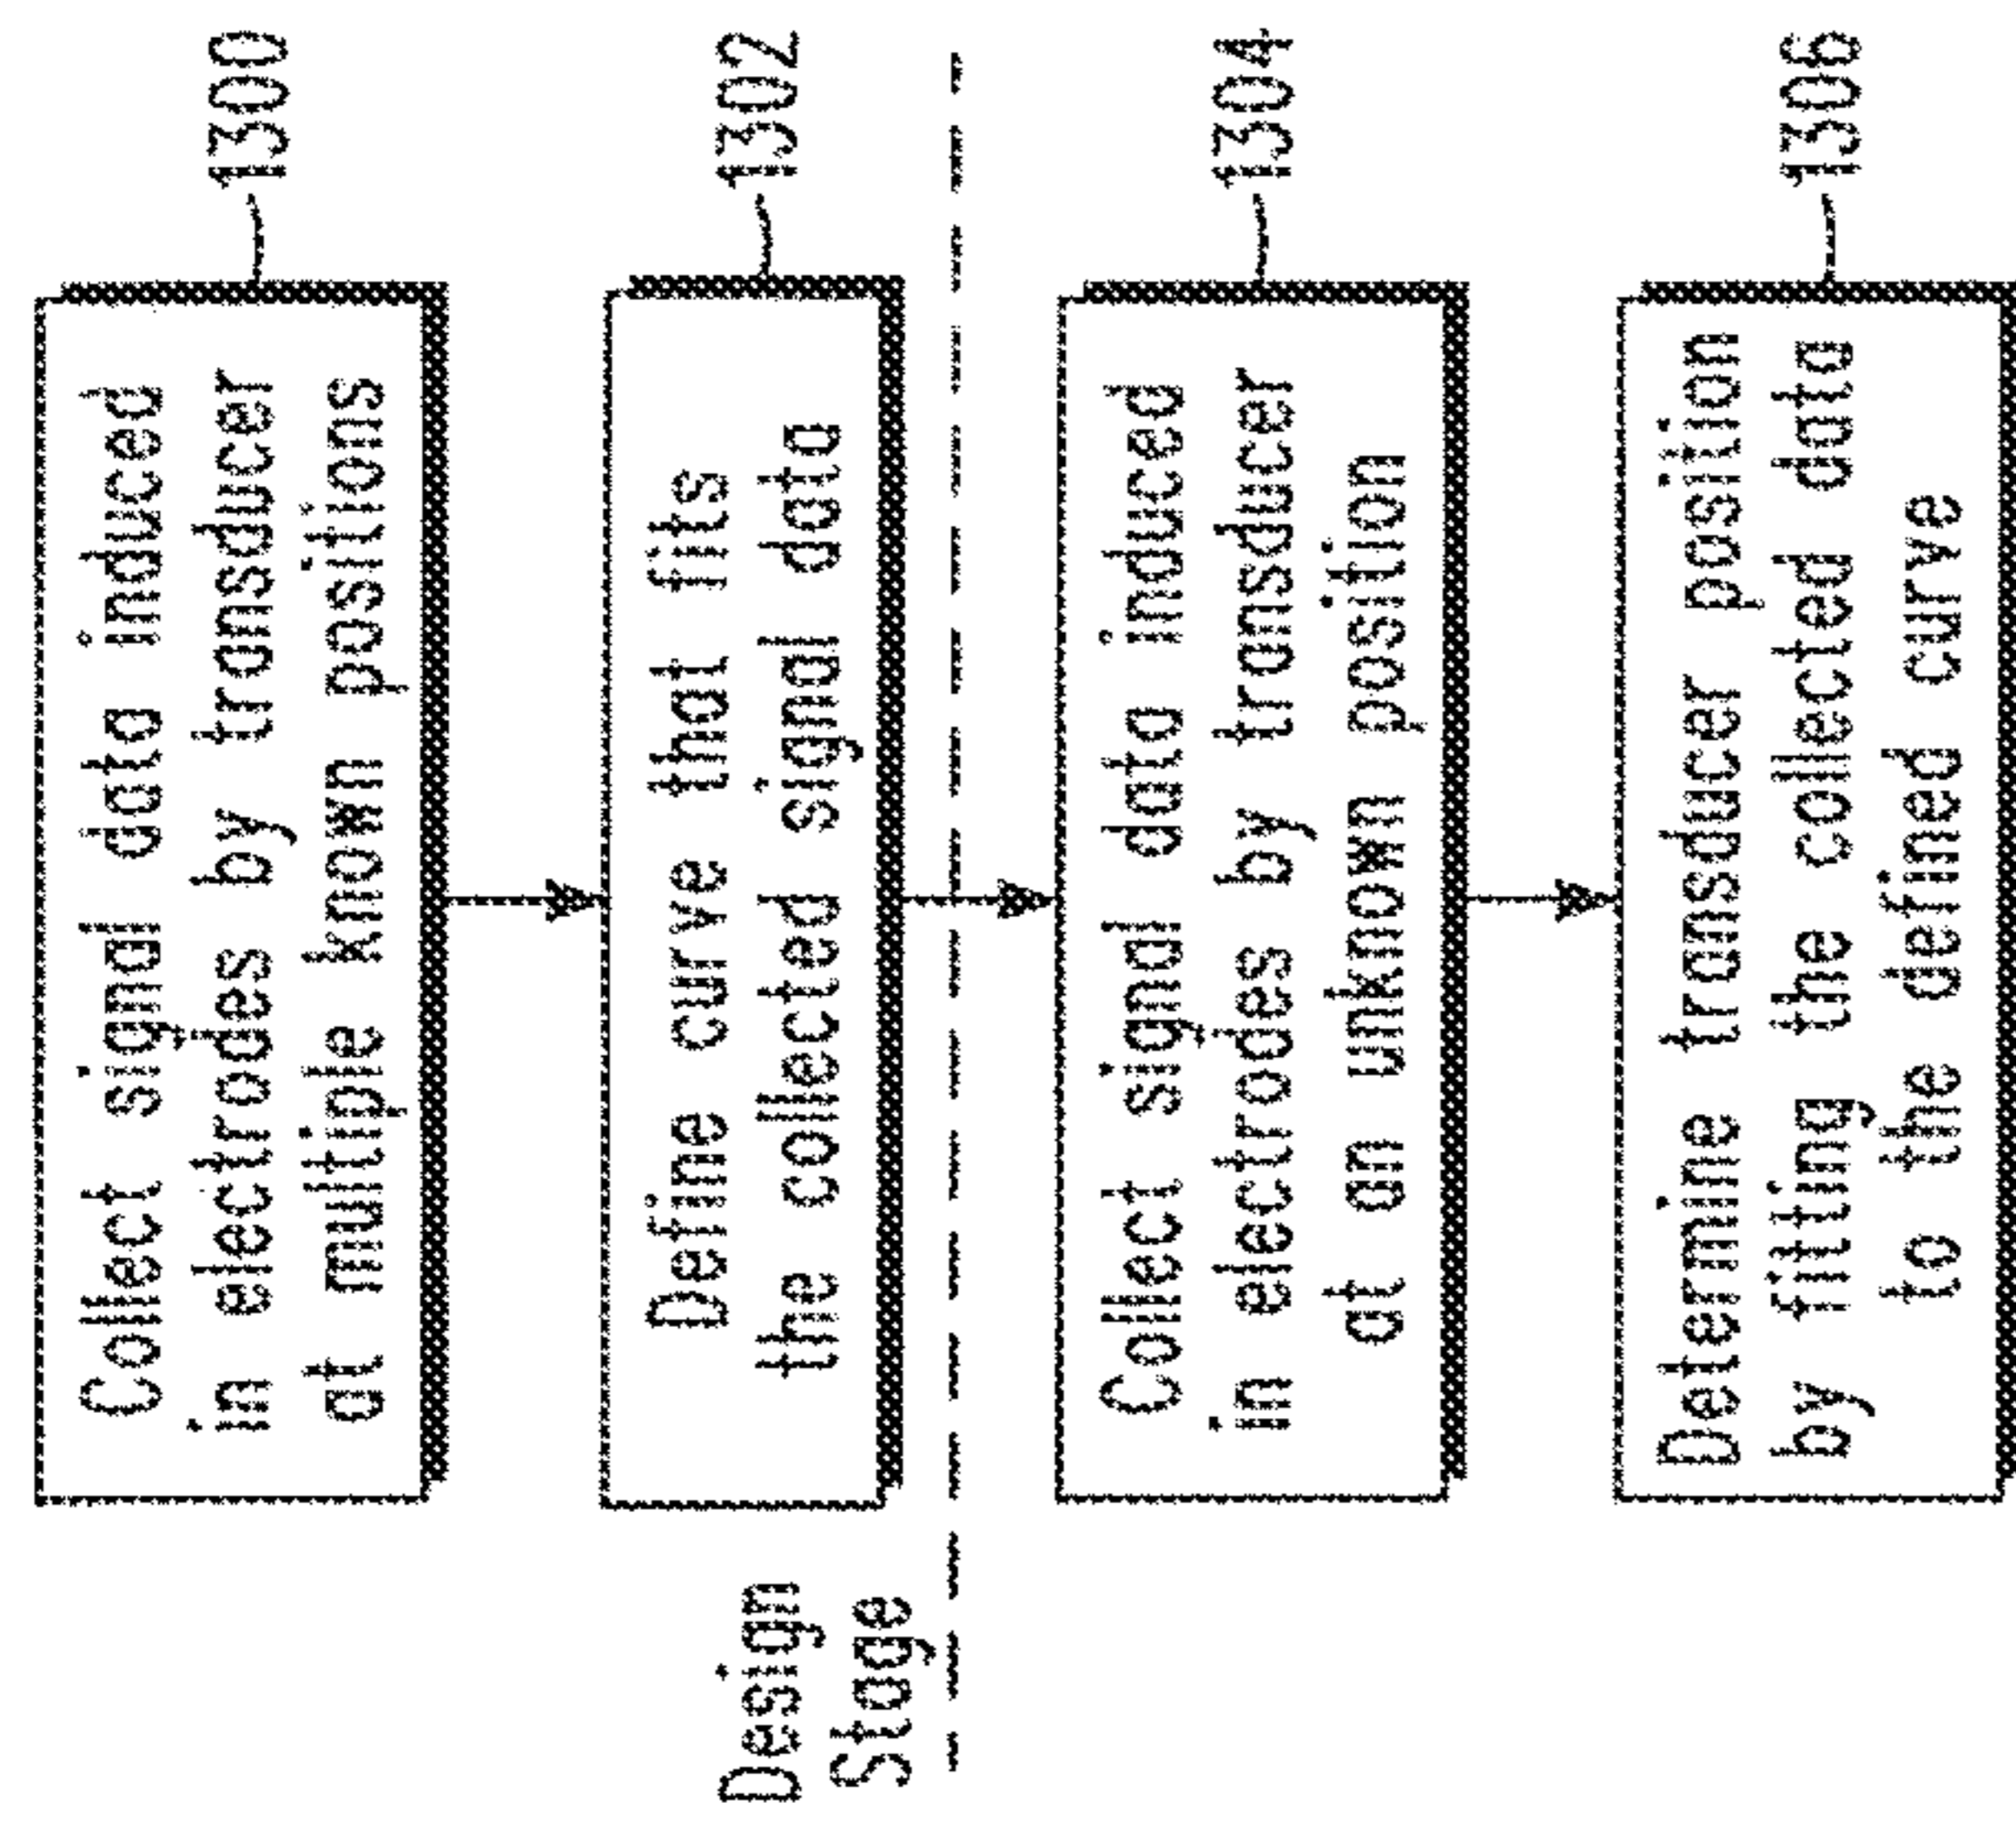 Collect signal data induced
in electrodes by transducer
at multiple known positions
1300
Define curve that fits
the collected signal data
1302
Design
Stage
Collect signal data induced
in electrodes by transducer
at an unknown position
1304
Determine transducer position
by fitting the collected data
to the defined curve
1306